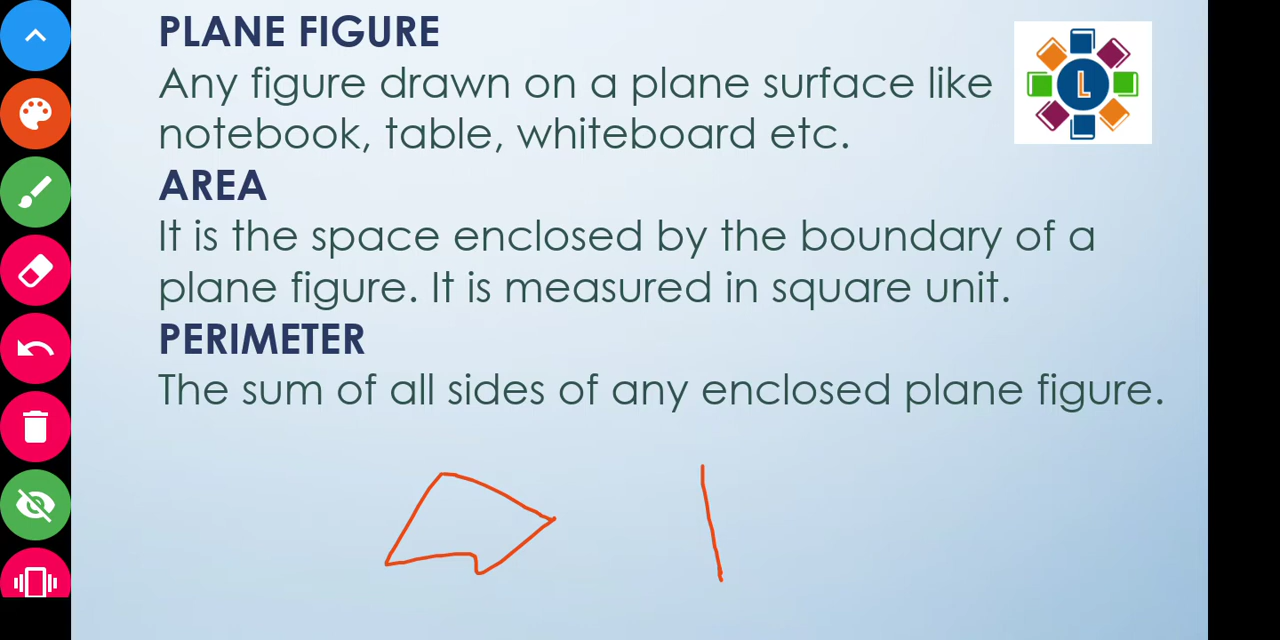 PLANE FIGURE
Any figure drawn on a plane surface like
notebook, table, whiteboard etc.
L
AREA
It is the space enclosed by the boundary of a
plane figure. It is measured in square unit.
PERIMETER
The sum of all sides of any enclosed plane figure.